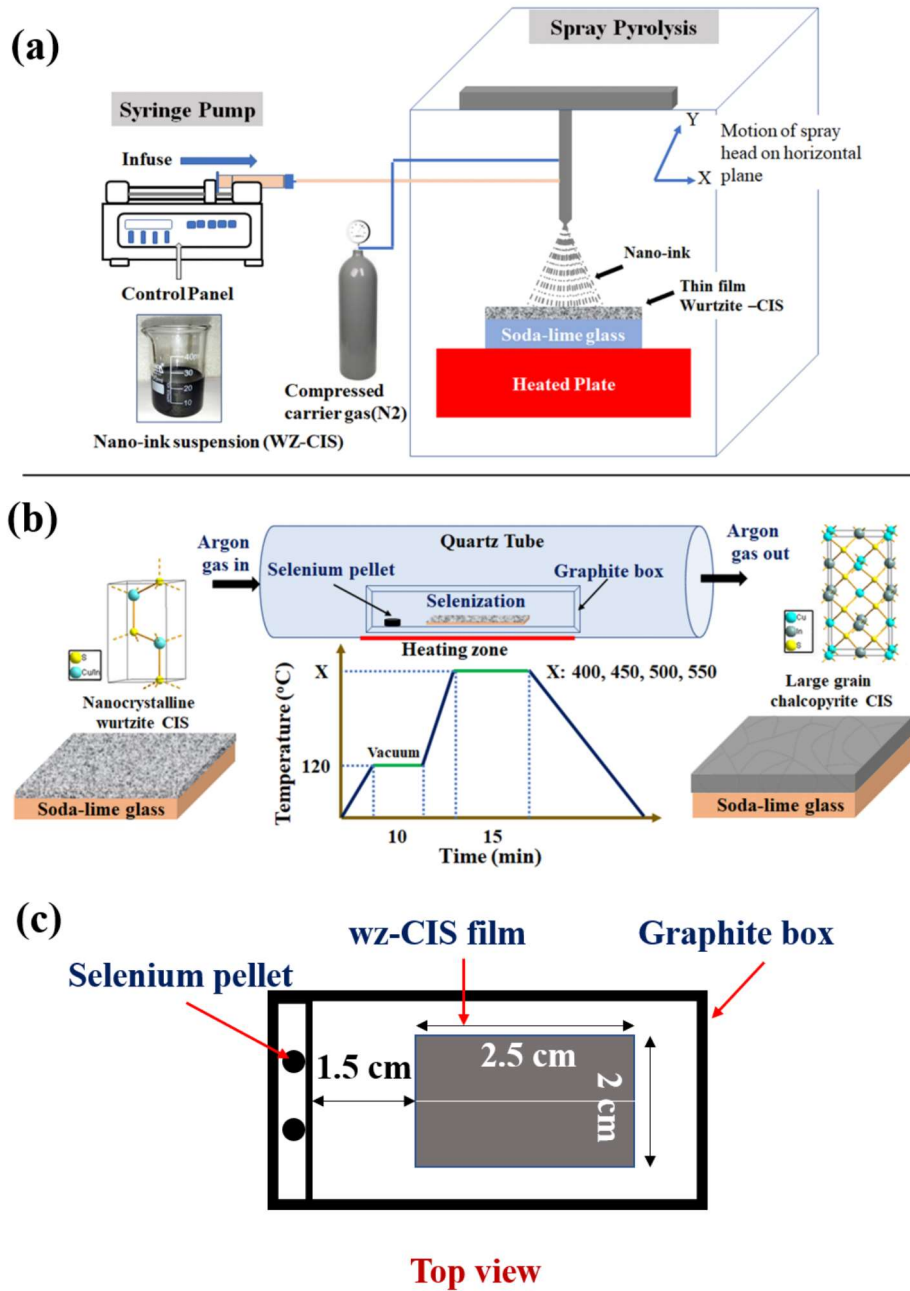 (a)
Spray Pyrolysis
Syringe Pump
Infuse
Y
X
Motion of spray
head on horizontal
plane
Nano-ink
Thin film
Wurtzite –CIS
Control Panel
Soda-lime glass
Heated Plate
40
30
20
10
Compressed
carrier gas(N2)
Nano-ink suspension (WZ-CIS)
(b)
Argon
gas in
Quartz Tube
Argon
gas out
Selenium pellet
Graphite box
Selenization
Heating zone
S
Cu/In
Cu
In
S
Nanocrystalline
wurtzite CIS
Soda-lime glass
Temperature (°C)
X
X: 400, 450, 500, 550
Vacuum
120
10
15
Time (min)
Large grain
chalcopyrite CIS
Soda-lime glass
(c)
wz-CIS film
Graphite box
Selenium pellet
1.5 cm
2.5 cm
2 cm
Top view